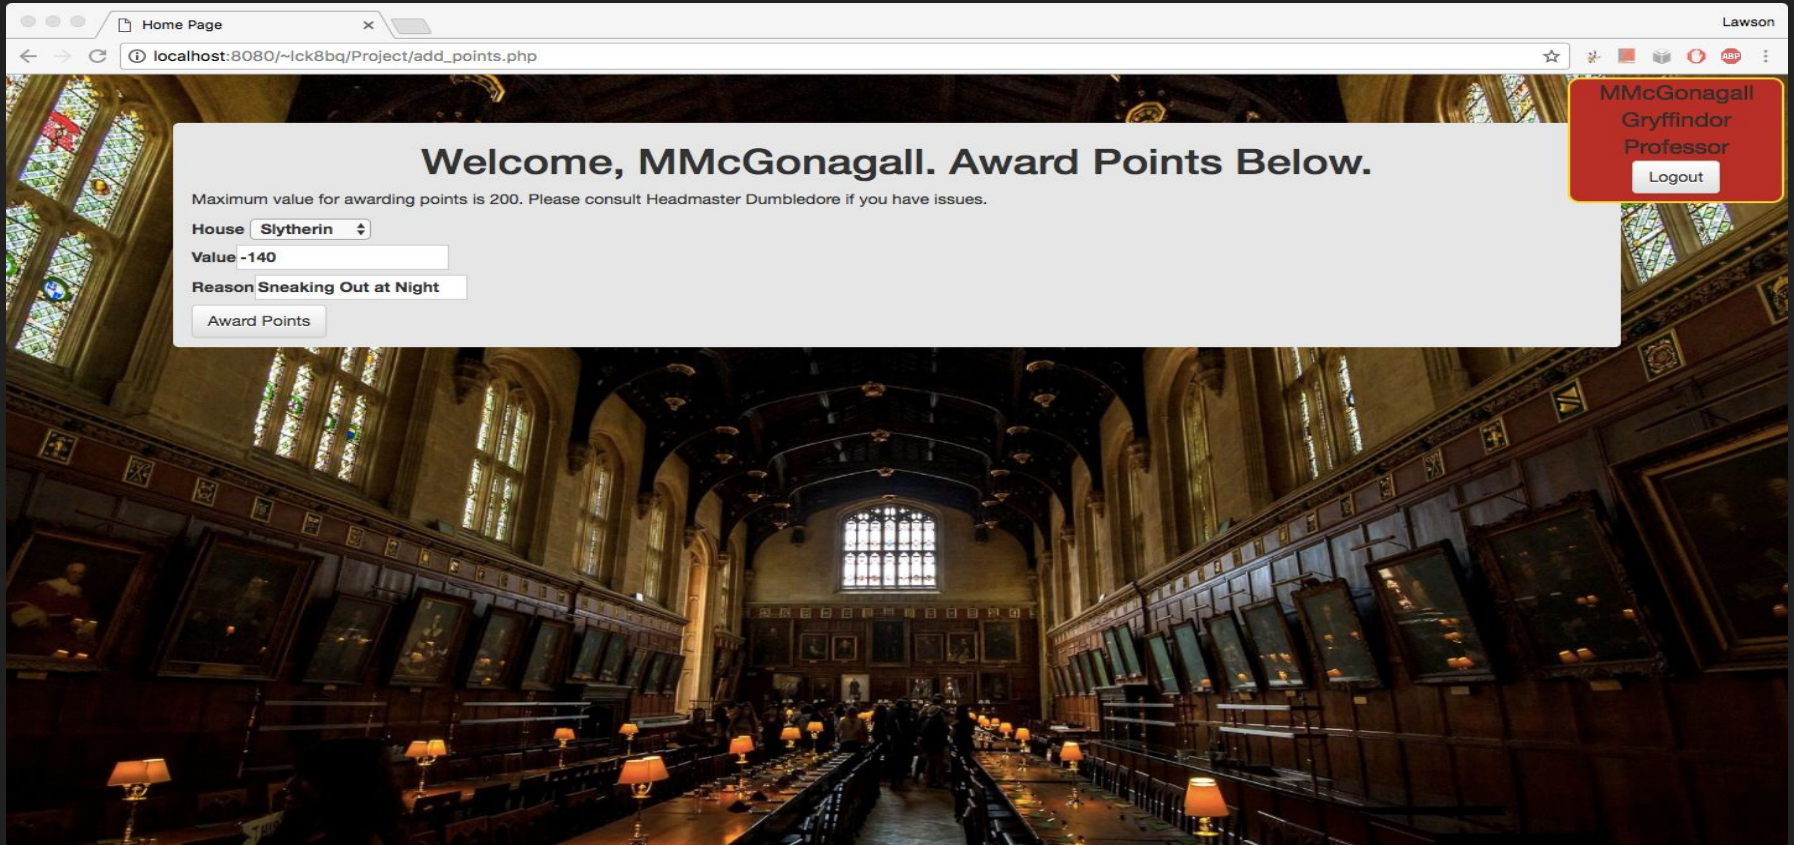 Home Page
Lawson
localhost:8080/~lck8bq/Project/add_points.php
ABP
MMcGonagall
Gryffindor
Professor
Logout
Welcome, MMcGonagall. Award Points Below.
Maximum value for awarding points is 200. Please consult Headmaster Dumbledore if you have issues.
House Slytherin
Value -140
Reason Sneaking Out at Night
Award Points